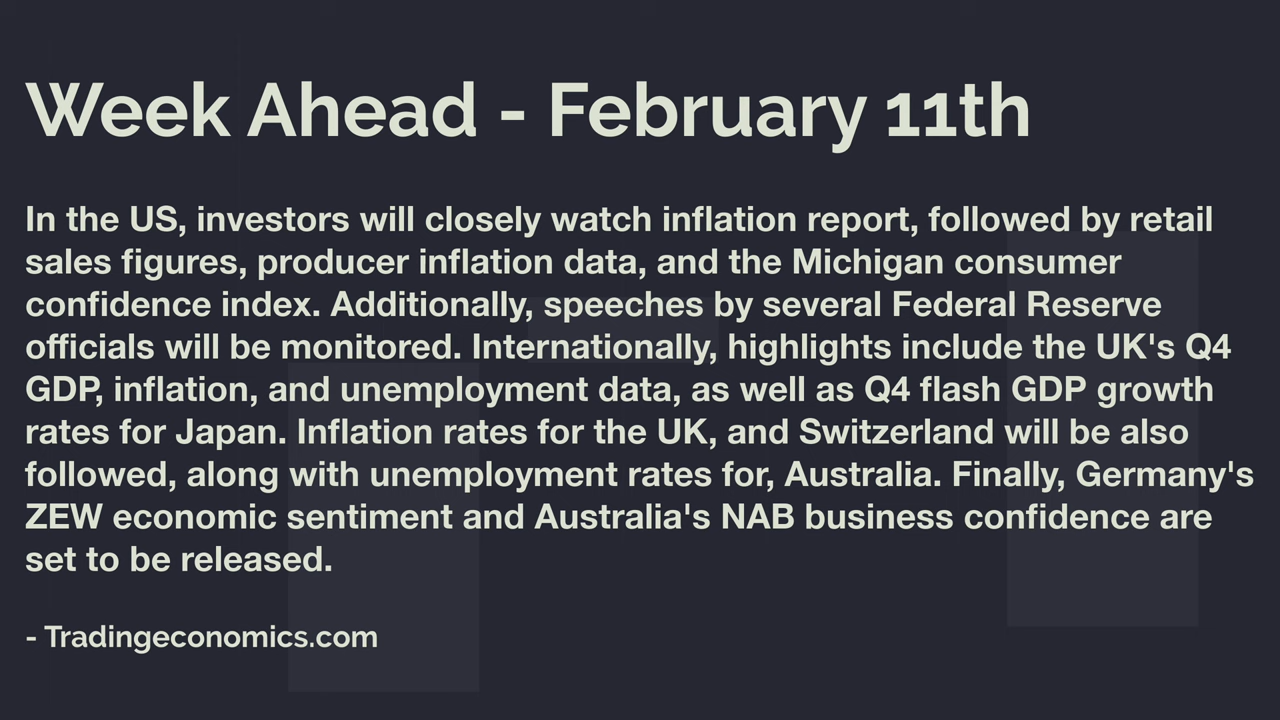 Week Ahead - February 11th
In the US, investors will closely watch inflation report, followed by retail
sales figures, producer inflation data, and the Michigan consumer
confidence index. Additionally, speeches by several Federal Reserve
officials will be monitored. Internationally, highlights include the UK's Q4
GDP, inflation, and unemployment data, as well as Q4 flash GDP growth
rates for Japan. Inflation rates for the UK, and Switzerland will be also
followed, along with unemployment rates for, Australia. Finally, Germany's
ZEW economic sentiment and Australia's NAB business confidence are
set to be released.
- Tradingeconomics.com